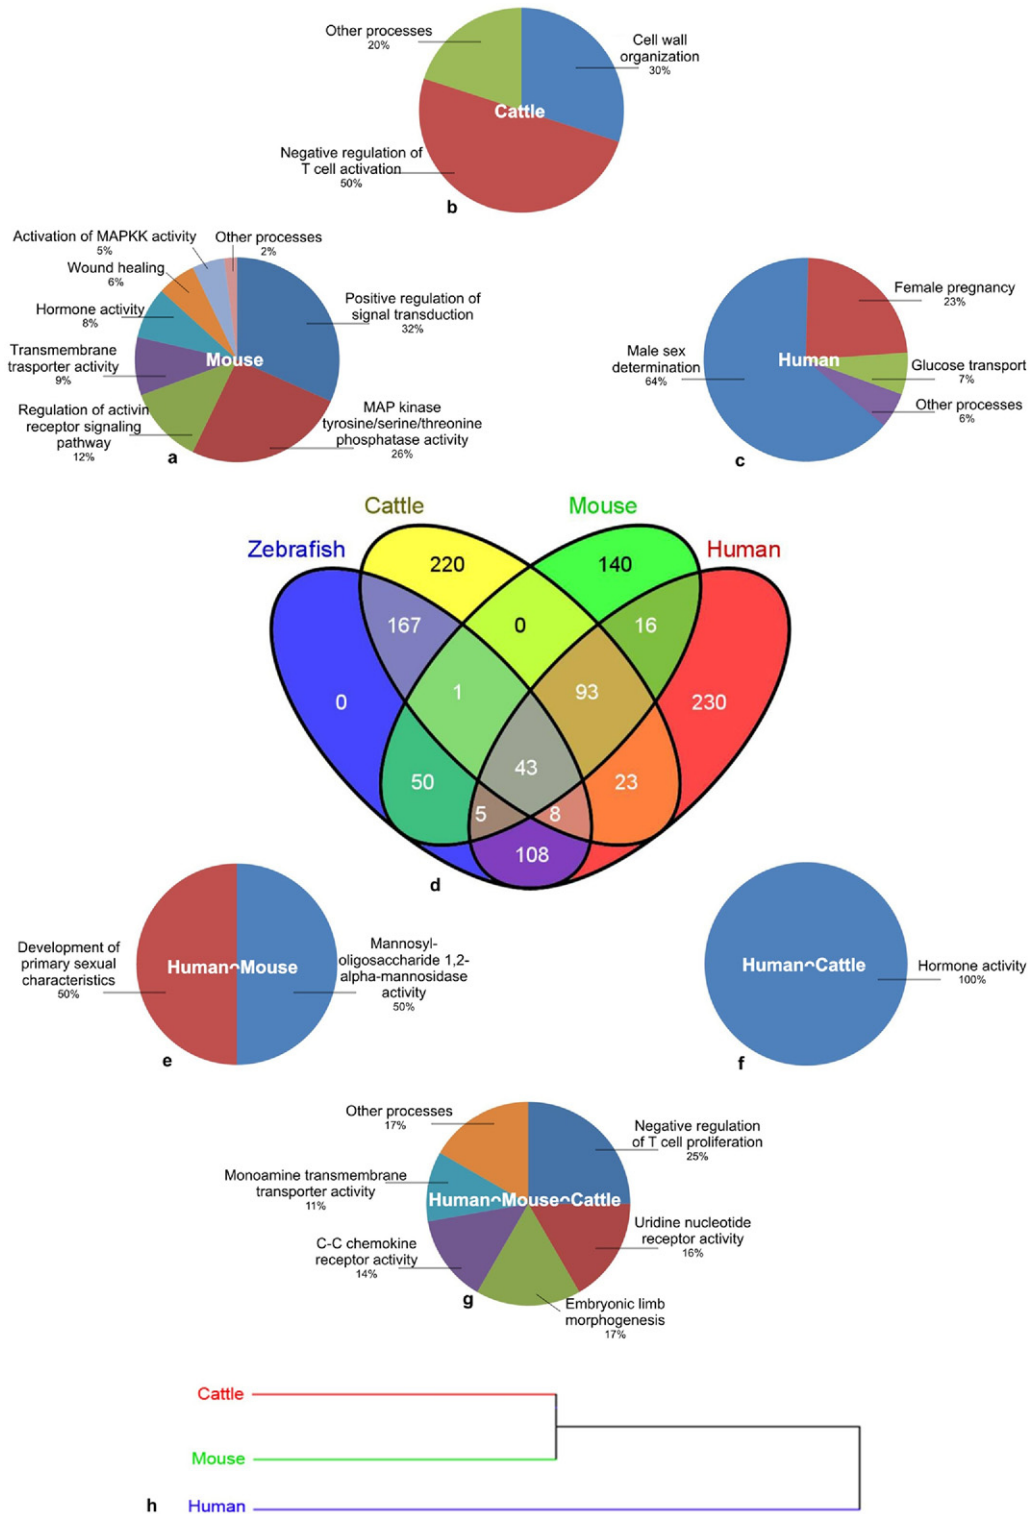 Other processes
20%
Cell wall
organization
30%
Cattle
Negative regulation of
T cell activation
50%
b
Activation of MAPKK activity
5%
Other processes
2%
Wound healing
6%
Hormone activity
8%
Transmembrane
trasporter activity
9%
Regulation of activin
receptor signaling
pathway
12%
Mouse
Positive regulation of
signal transduction
32%
MAP kinase
tyrosine/serine/threonine
phosphatase activity
26%
a
Female pregnancy
23%
Male sex
determination
64%
Human
Glucose transport
7%
Other processes
6%
c
Cattle
Mouse
Zebrafish
Human
220
140
167
0
16
0
1
93
230
50
43
23
5
8
108
d
Development of
primary sexual
characteristics
50%
Human^Mouse
Mannosyl-
oligosaccharide 1,2-
alpha-mannosidase
activity
50%
e
Human^Cattle
Hormone activity
100%
f
Other processes
17%
Negative regulation
of T cell proliferation
25%
Monoamine transmembrane
transporter activity
11%
Human^Mouse^Cattle
Uridine nucleotide
receptor activity
16%
C-C chemokine
receptor activity
14%
g
Embryonic limb
morphogenesis
17%
Cattle
Mouse
h
Human